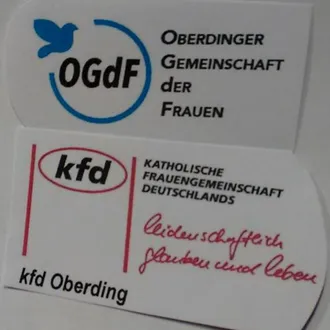 OGdF
OBERDINGER
GEMEINSCHAFT
DER
FRAUEN
kfd
KATHOLISCHE
FRAUENGEMEINSCHAFT
DEUTSCHLANDS
leidenschaftlich
glauben und leben
kfd Oberding